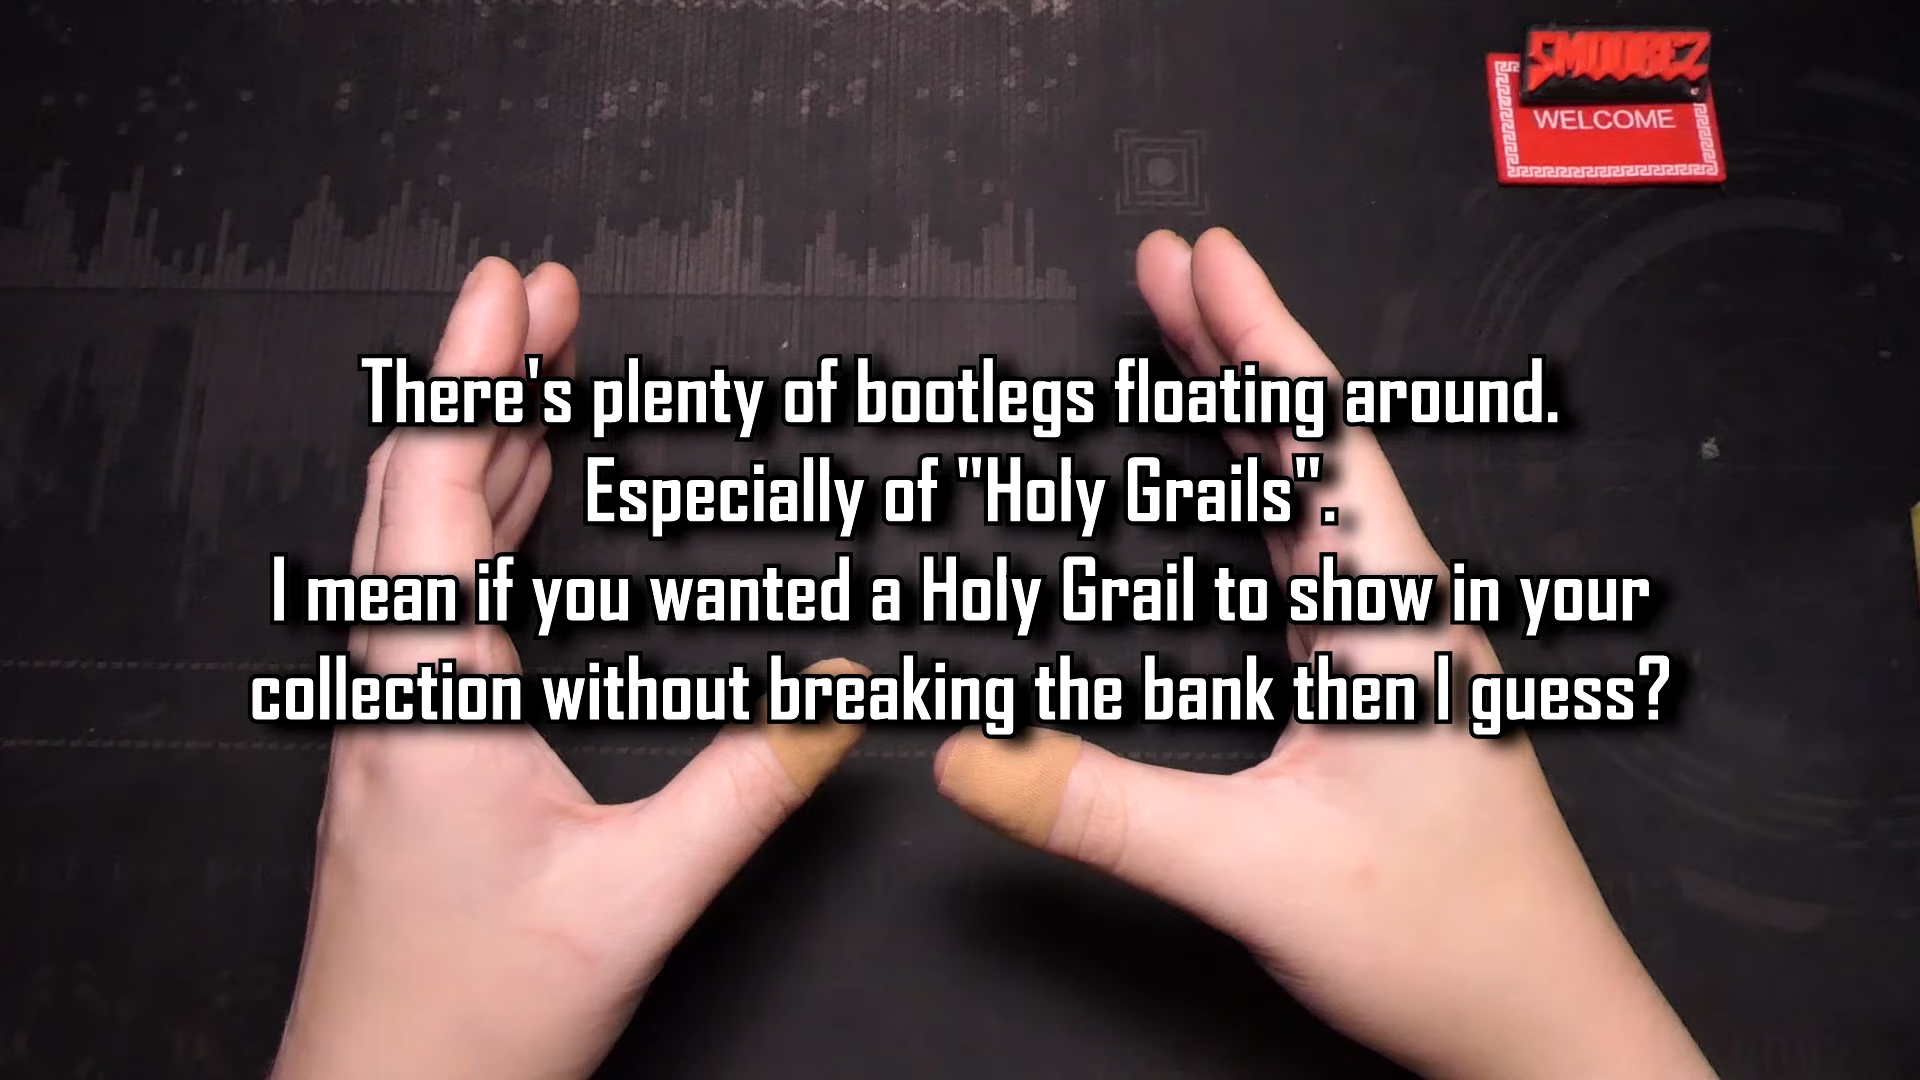 SMOOREZ
WELCOME
There's plenty of bootlegs floating around.
Especially of "Holy Grails".
I mean if you wanted a Holy Grail to show in your
collection without breaking the bank then I guess?